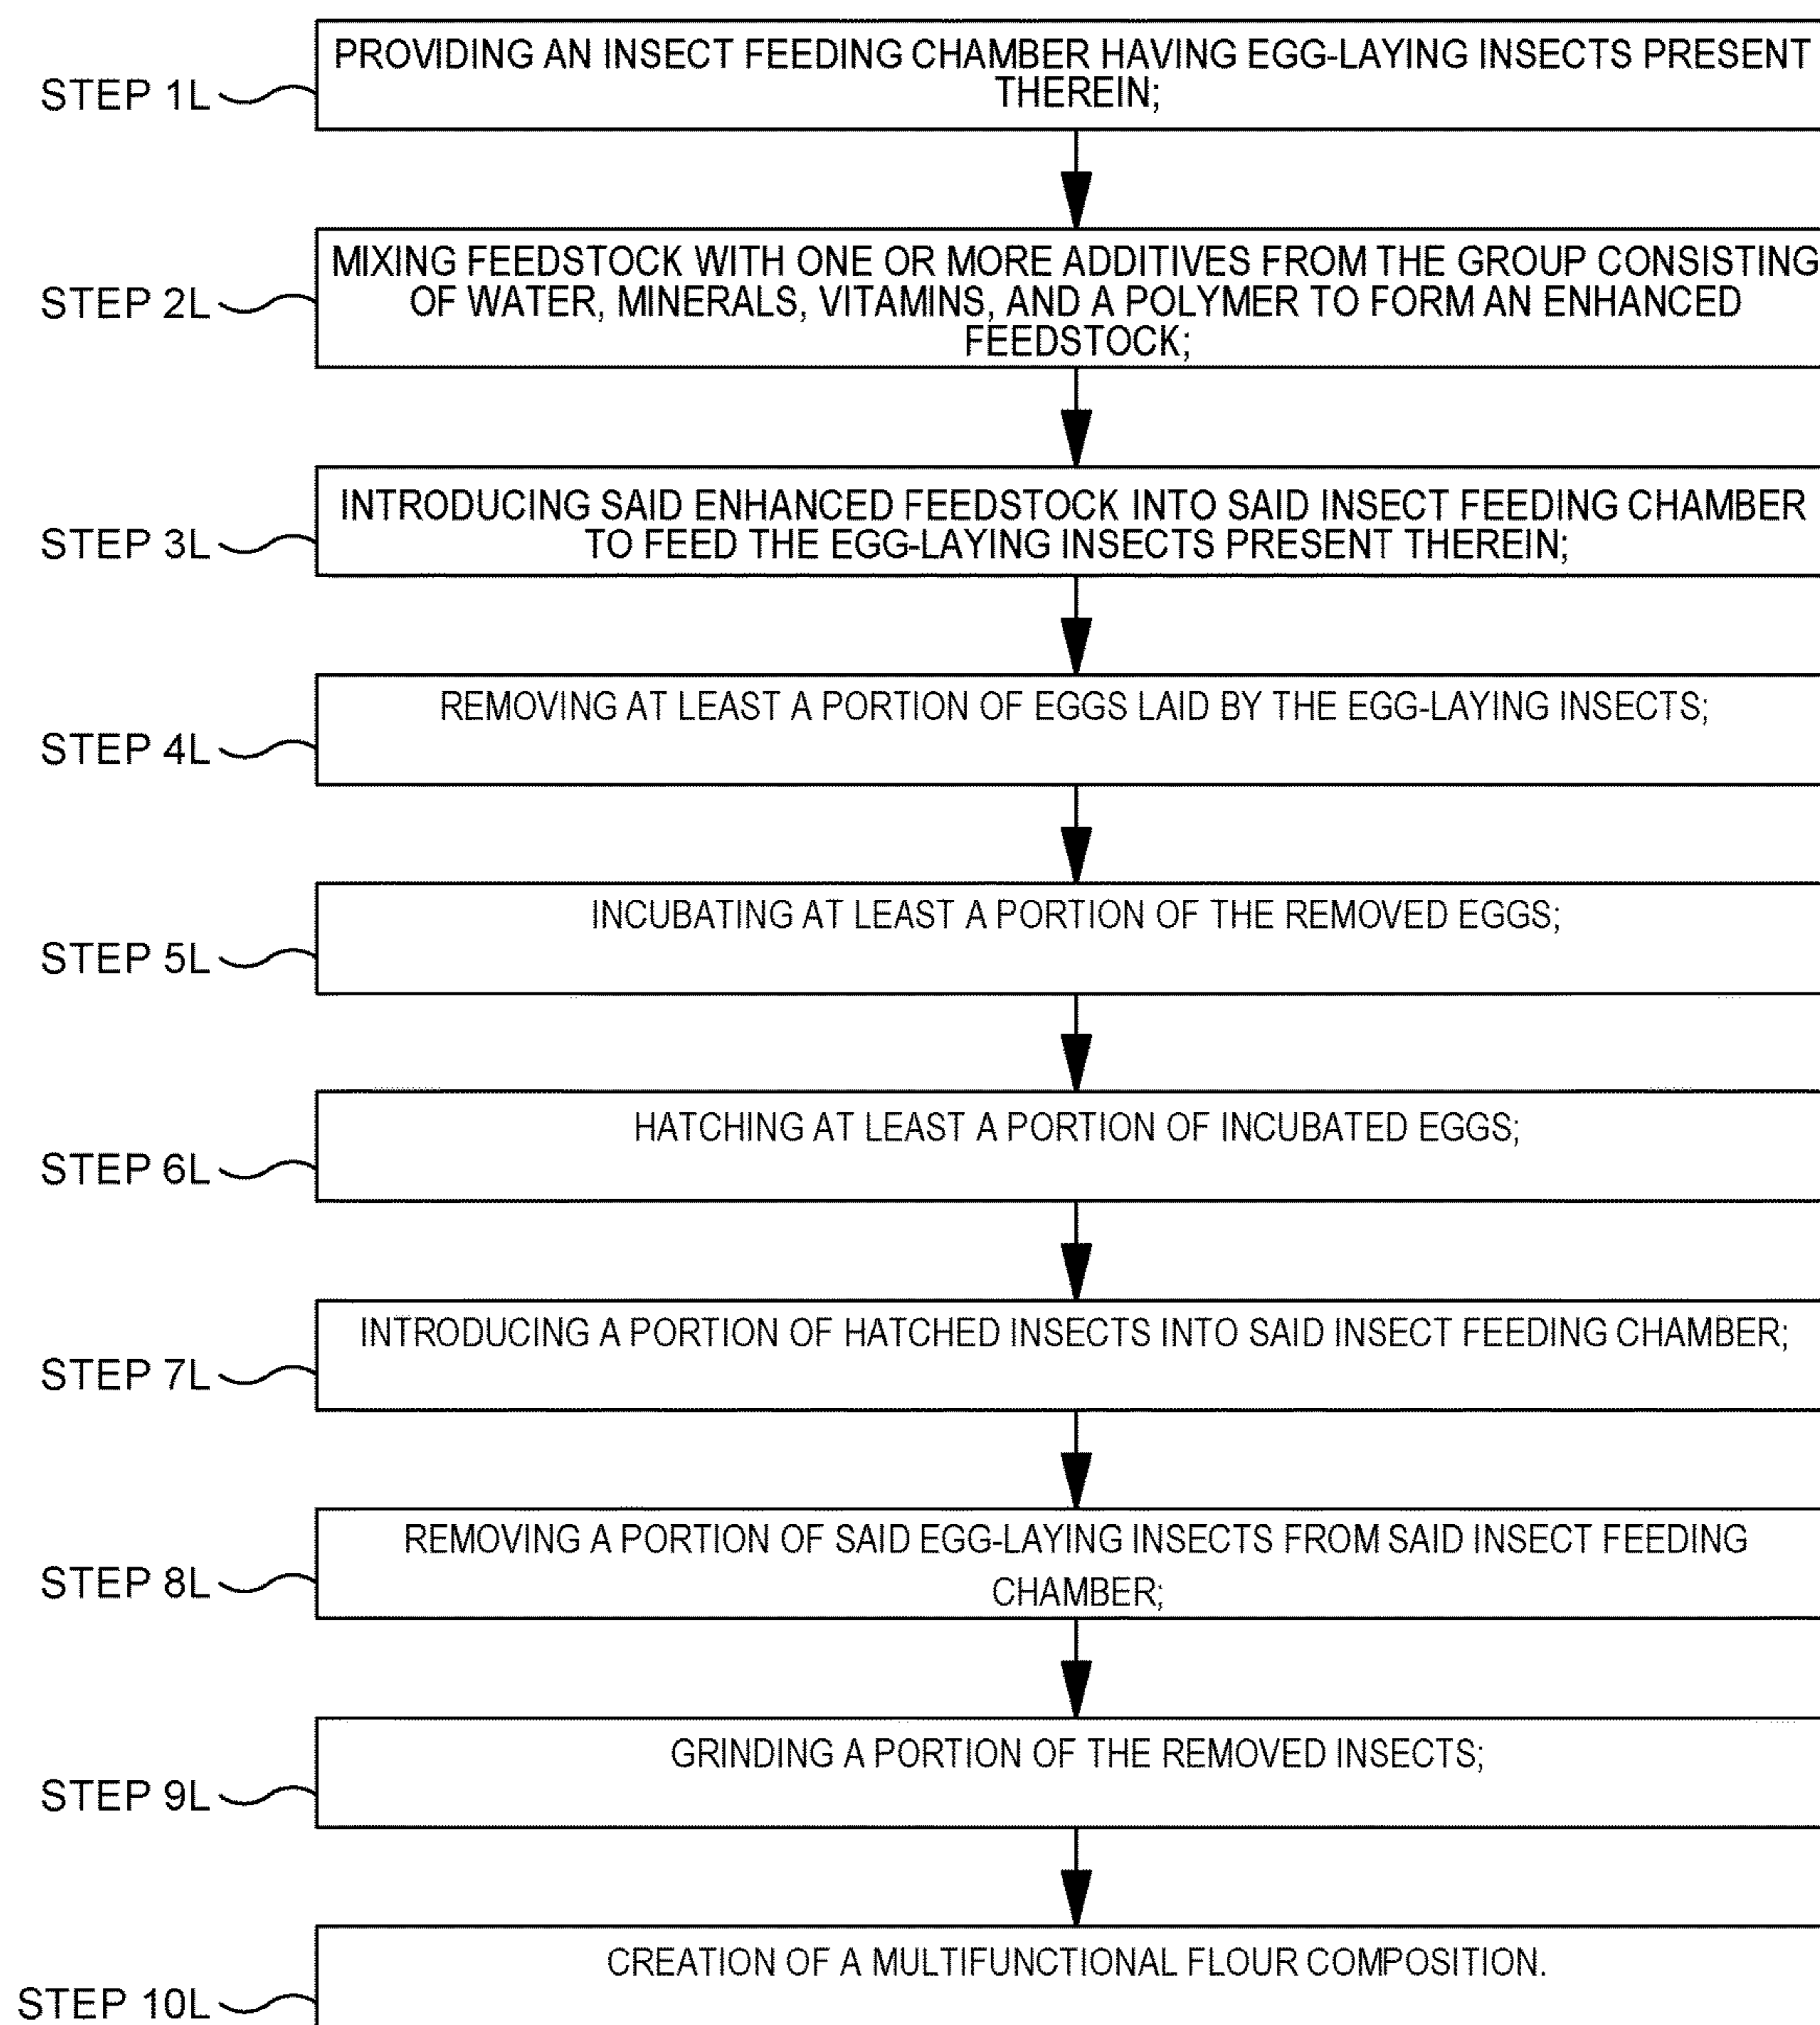 STEP 1L
PROVIDING AN INSECT FEEDING CHAMBER HAVING EGG-LAYING INSECTS PRESENT
THEREIN;
STEP 2L
MIXING FEEDSTOCK WITH ONE OR MORE ADDITIVES FROM THE GROUP CONSISTING
OF WATER, MINERALS, VITAMINS, AND A POLYMER TO FORM AN ENHANCED
FEEDSTOCK;
STEP 3L
INTRODUCING SAID ENHANCED FEEDSTOCK INTO SAID INSECT FEEDING CHAMBER
TO FEED THE EGG-LAYING INSECTS PRESENT THEREIN;
STEP 4L
REMOVING AT LEAST A PORTION OF EGGS LAID BY THE EGG-LAYING INSECTS;
STEP 5L
INCUBATING AT LEAST A PORTION OF THE REMOVED EGGS;
STEP 6L
HATCHING AT LEAST A PORTION OF INCUBATED EGGS;
STEP 7L
INTRODUCING A PORTION OF HATCHED INSECTS INTO SAID INSECT FEEDING CHAMBER;
STEP 8L
REMOVING A PORTION OF SAID EGG-LAYING INSECTS FROM SAID INSECT FEEDING
CHAMBER;
STEP 9L
GRINDING A PORTION OF THE REMOVED INSECTS;
STEP 10L
CREATION OF A MULTIFUNCTIONAL FLOUR COMPOSITION.